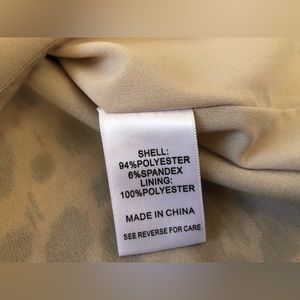 SHELL:
94%POLYESTER
6%SPANDEX
LINING:
100%POLYESTER
MADE IN CHINA
SEE REVERSE FOR CARE